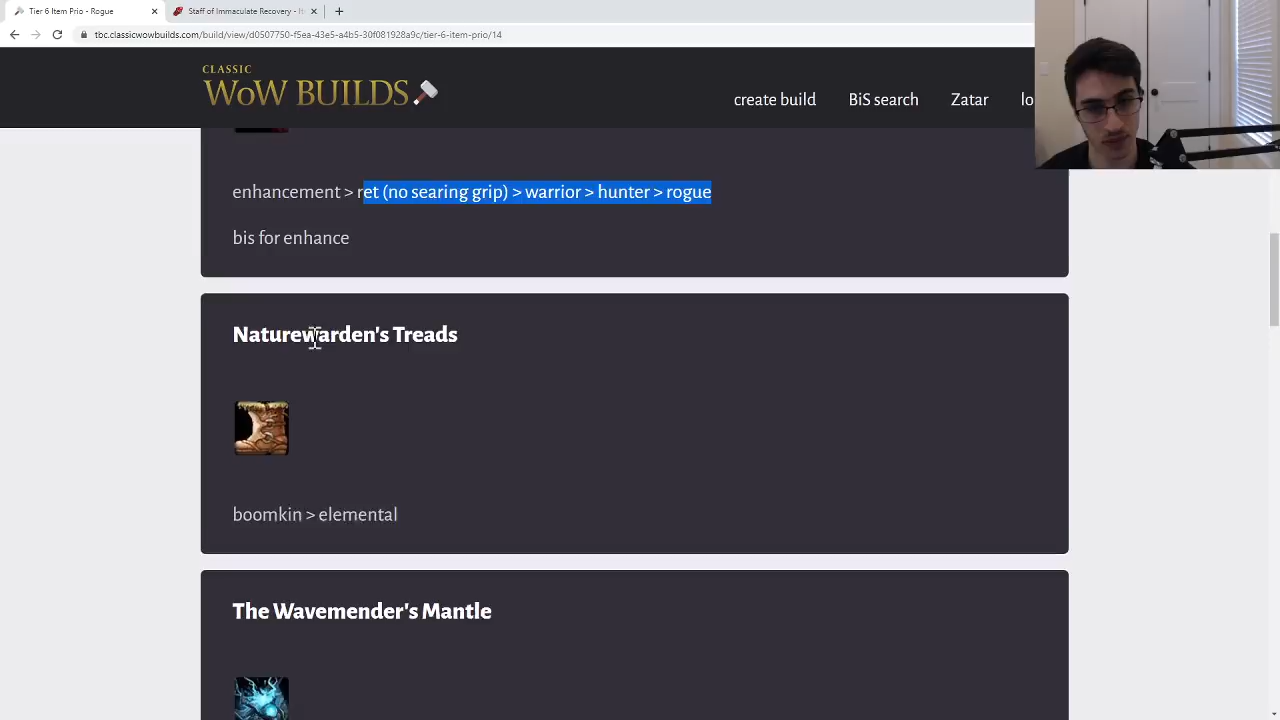 Tier 6 Item Prio - Rogue
Staff of Immaculate Recovery - It
tbc.classicwowbuilds.com/build/view/d0507750-f5ea-43e5-a4b5-30f081928a9c/tier-6-item-prio/14
CLASSIC
WoW BUILDS
create build
BiS search
Zatar
lo
enhancement > ret (no searing grip) > warrior > hunter > rogue
bis for enhance
Naturewarden's Treads
boomkin > elemental
The Wavemender's Mantle